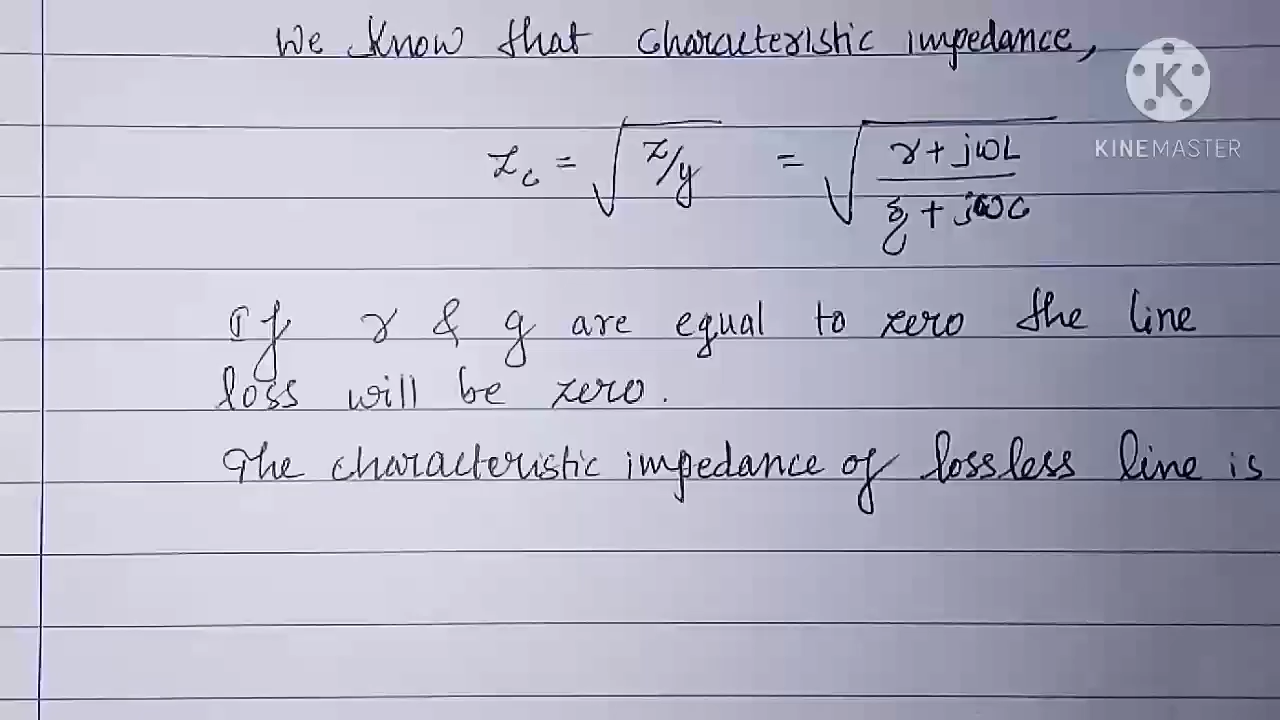 We know that characteristic impedance,
K
KINEMASTER
Zc = √(z/y) = √((r + jωL)/(g + jωc))
If r & g are equal to zero the line
loss will be zero.
The characteristic impedance of lossless line is